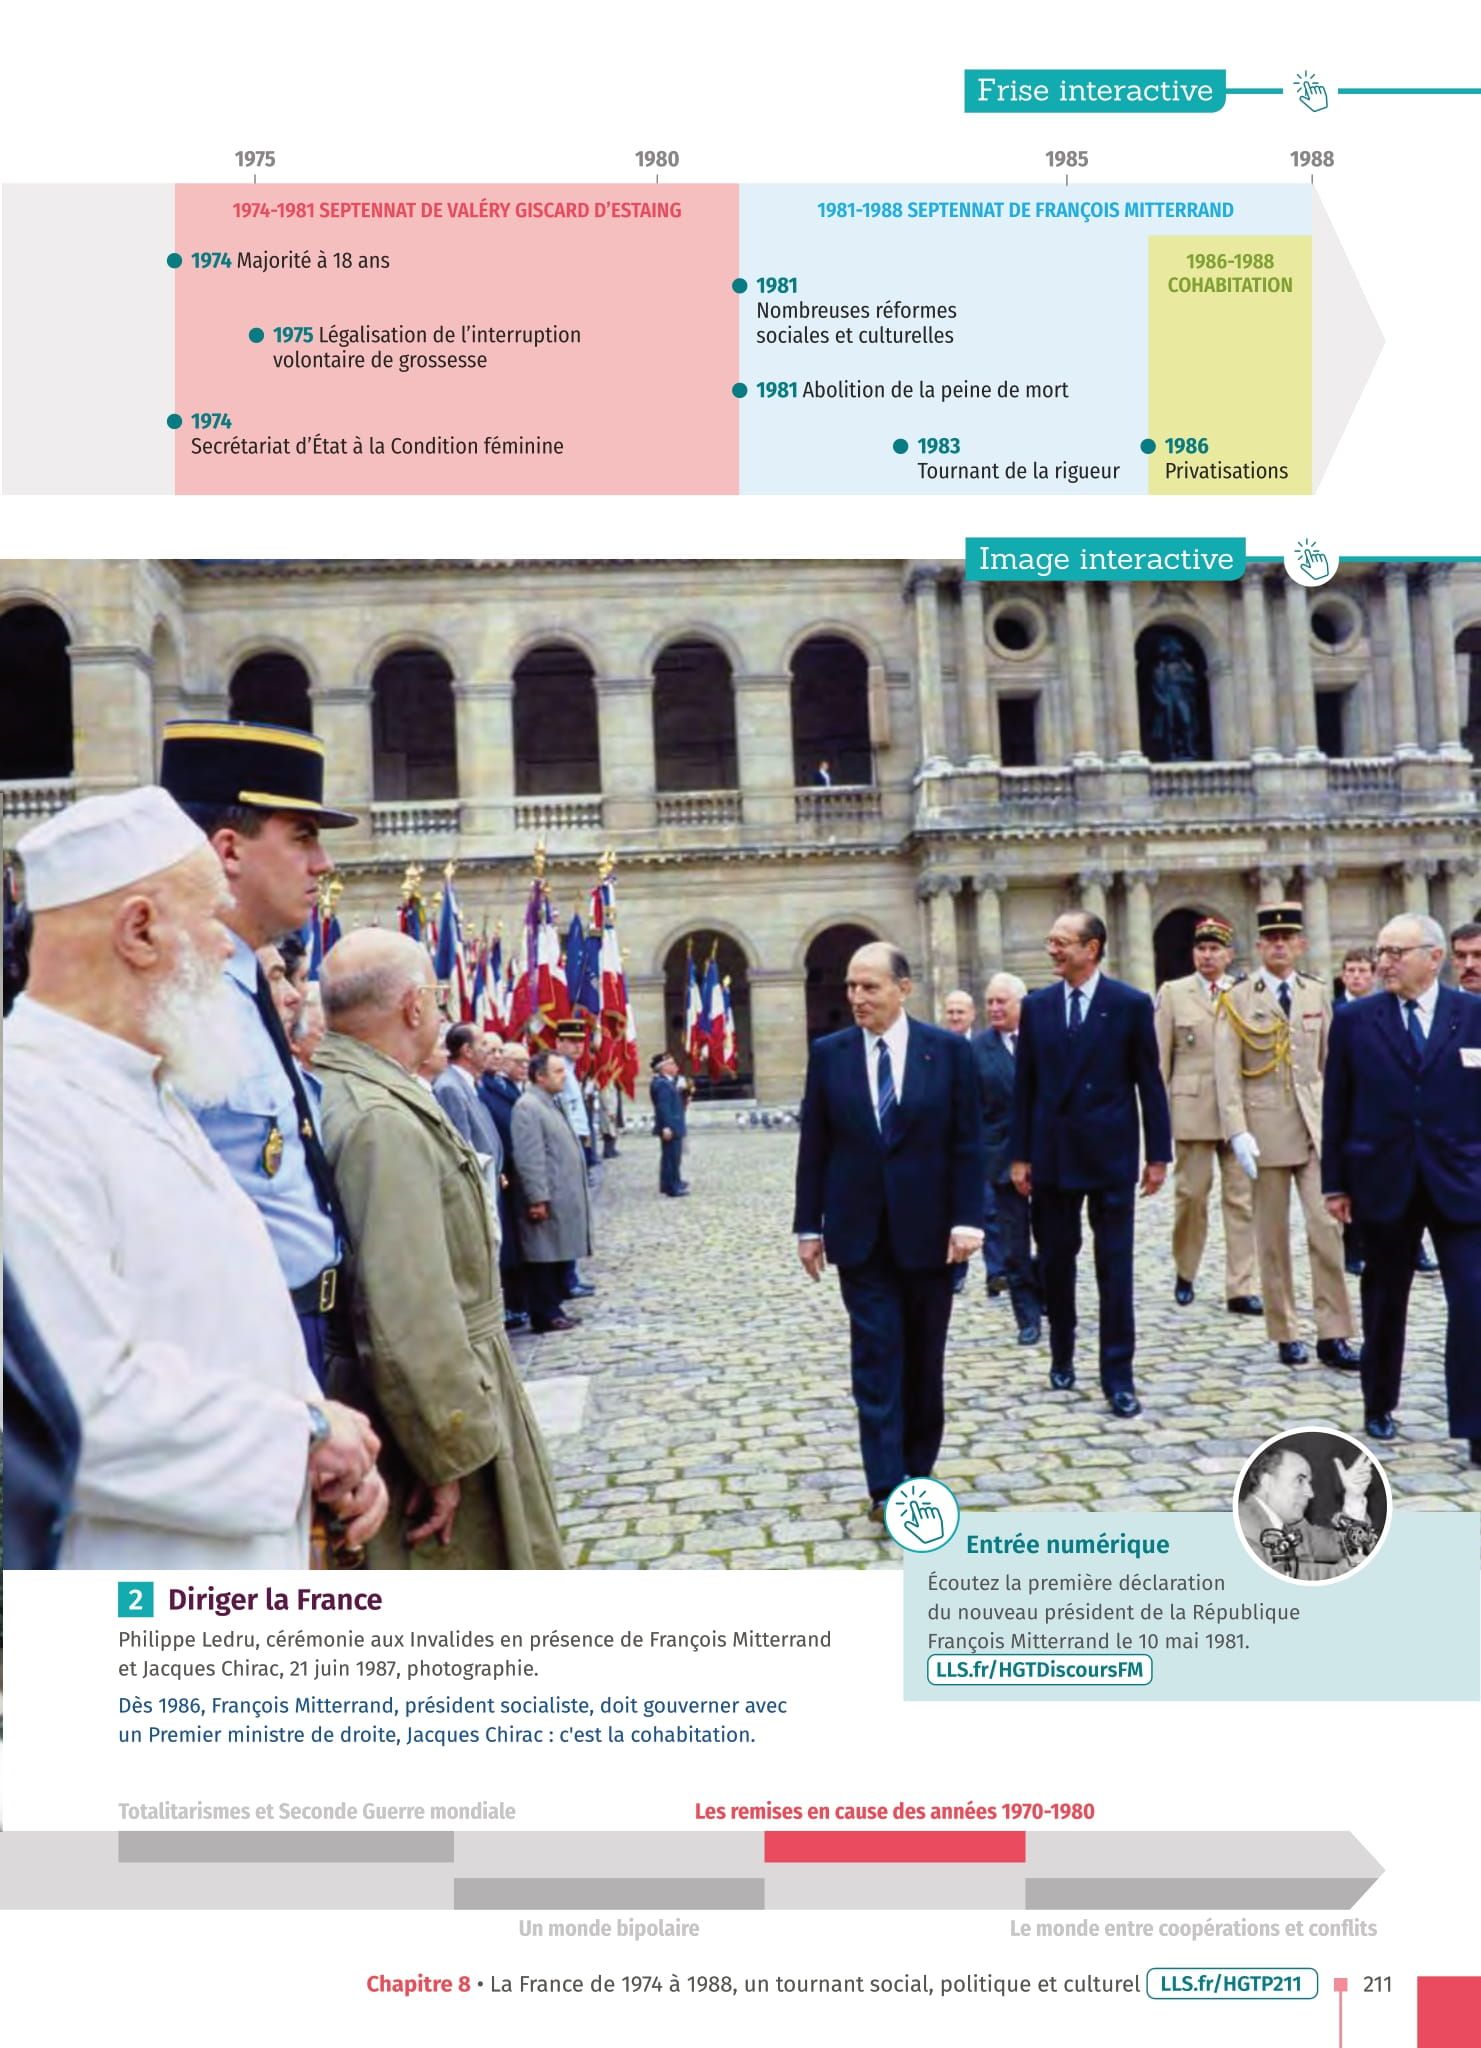 Frise interactive
1975
1980
1985
1988
1974-1981 SEPTENNAT DE VALÉRY GISCARD D’ESTAING
1981-1988 SEPTENNAT DE FRANÇOIS MITTERRAND
1974 Majorité à 18 ans
1975 Légalisation de l’interruption
volontaire de grossesse
1974
Secrétariat d’État à la Condition féminine
1981
Nombreuses réformes
sociales et culturelles
1981 Abolition de la peine de mort
1983
Tournant de la rigueur
1986-1988
COHABITATION
1986
Privatisations
Image interactive
Entrée numérique
Écoutez la première déclaration
du nouveau président de la République
François Mitterrand le 10 mai 1981.
LLS.fr/HGTDiscoursFM
2 Diriger la France
Philippe Ledru, cérémonie aux Invalides en présence de François Mitterrand
et Jacques Chirac, 21 juin 1987, photographie.
Dès 1986, François Mitterrand, président socialiste, doit gouverner avec
un Premier ministre de droite, Jacques Chirac : c'est la cohabitation.
Totalitarismes et Seconde Guerre mondiale
Les remises en cause des années 1970-1980
Un monde bipolaire
Le monde entre coopérations et conflits
Chapitre 8 • La France de 1974 à 1988, un tournant social, politique et culturel LLS.fr/HGTP211 211